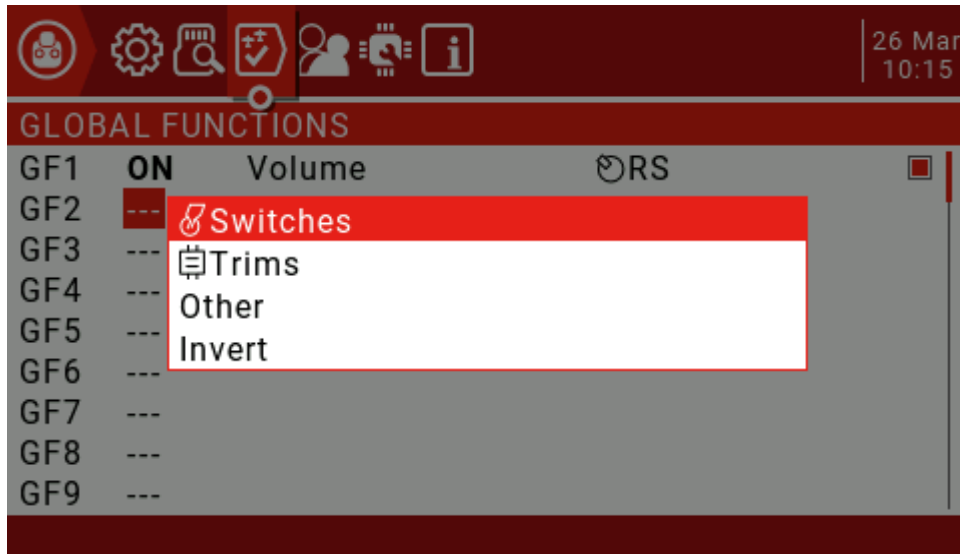 26 Mar
10:15
GLOBAL FUNCTIONS
GF1 ON Volume RS
GF2 ---
Switches
GF3 ---
Trims
GF4 ---
Other
GF5 ---
Invert
GF6 ---
GF7 ---
GF8 ---
GF9 ---